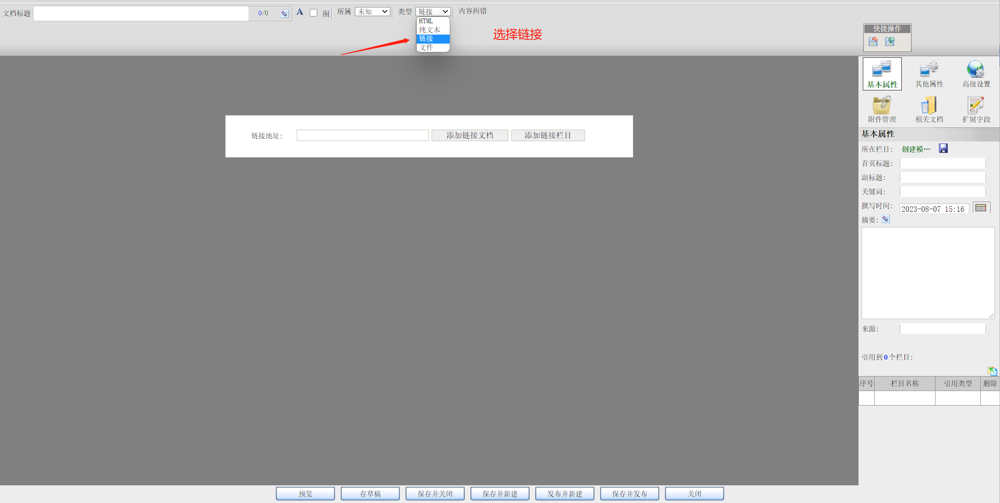 文档标题 0/0 A 图 所属 未知 类型 链接 内容纠错
HTML
纯文本
链接
文件
选择链接
快捷操作
基本属性 其他属性 高级设置
附件管理 相关文档 扩展字段
链接地址： 添加链接文档 添加链接栏目
基本属性
所在栏目： 创建模…
首页标题：
副标题：
关键词：
撰写时间： 2023-08-07 15:16
摘要：
来源：
引用到 0 个栏目：
序号 栏目名称 引用类型 删除
预览 存草稿 保存并关闭 保存并新建 发布并新建 保存并发布 关闭